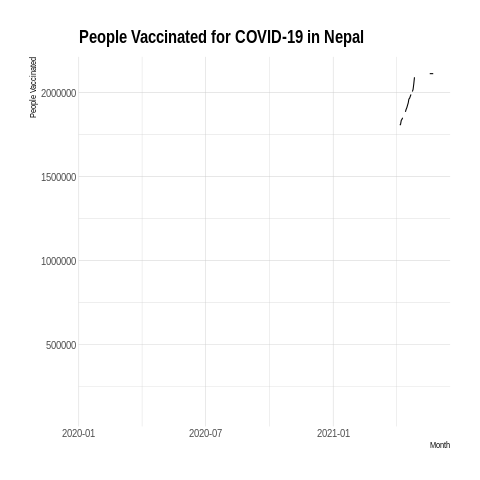 People Vaccinated for COVID-19 in Nepal
People Vaccinated
2000000
1500000
1000000
500000
2020-01
2020-07
2021-01
Month